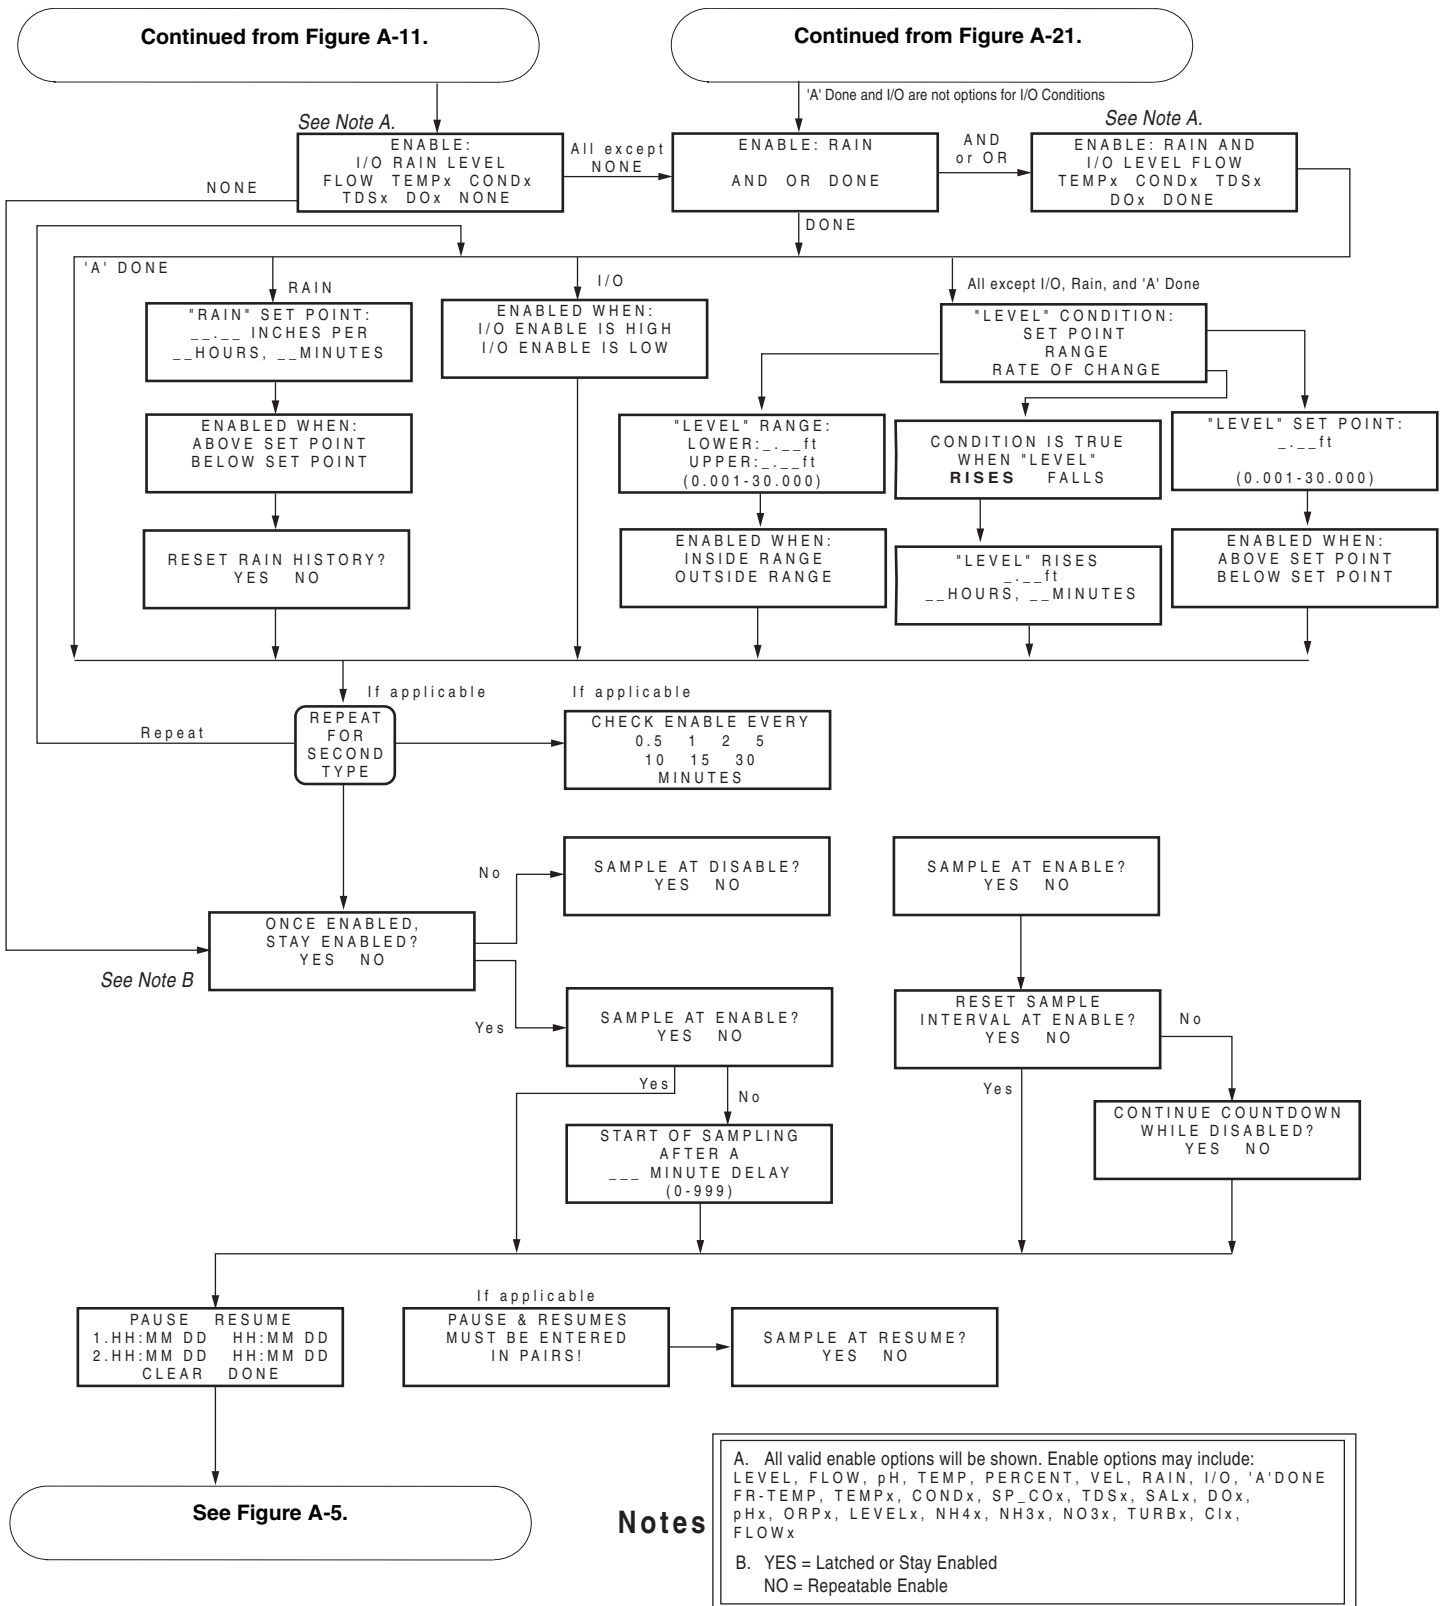 Continued from Figure A-11.
Continued from Figure A-21.
'A' Done and I/O are not options for I/O Conditions
See Note A.
ENABLE:
I/O RAIN LEVEL
FLOW TEMPx CONDx
TDSx DOx NONE
All except
NONE
ENABLE: RAIN
AND OR DONE
AND
or OR
See Note A.
ENABLE: RAIN AND
I/O LEVEL FLOW
TEMPx CONDx TDSx
DOx DONE
NONE
DONE
'A' DONE
RAIN
I/O
All except I/O, Rain, and 'A' Done
"RAIN" SET POINT:
__.__ INCHES PER
__HOURS, __MINUTES
ENABLED WHEN:
I/O ENABLE IS HIGH
I/O ENABLE IS LOW
"LEVEL" CONDITION:
SET POINT
RANGE
RATE OF CHANGE
ENABLED WHEN:
ABOVE SET POINT
BELOW SET POINT
"LEVEL" RANGE:
LOWER:_.__ft
UPPER:_.__ft
(0.001-30.000)
CONDITION IS TRUE
WHEN "LEVEL"
RISES FALLS
"LEVEL" SET POINT:
_.__ft
(0.001-30.000)
RESET RAIN HISTORY?
YES NO
ENABLED WHEN:
INSIDE RANGE
OUTSIDE RANGE
"LEVEL" RISES
_.__ft
__HOURS, __MINUTES
ENABLED WHEN:
ABOVE SET POINT
BELOW SET POINT
If applicable
If applicable
Repeat
REPEAT
FOR
SECOND
TYPE
CHECK ENABLE EVERY
0.5 1 2 5
10 15 30
MINUTES
No
SAMPLE AT DISABLE?
YES NO
SAMPLE AT ENABLE?
YES NO
ONCE ENABLED,
STAY ENABLED?
YES NO
See Note B
Yes
SAMPLE AT ENABLE?
YES NO
RESET SAMPLE
INTERVAL AT ENABLE?
YES NO
No
Yes
No
Yes
START OF SAMPLING
AFTER A
___ MINUTE DELAY
(0-999)
CONTINUE COUNTDOWN
WHILE DISABLED?
YES NO
PAUSE RESUME
1.HH:MM DD HH:MM DD
2.HH:MM DD HH:MM DD
CLEAR DONE
If applicable
PAUSE & RESUMES
MUST BE ENTERED
IN PAIRS!
SAMPLE AT RESUME?
YES NO
See Figure A-5.
Notes
A. All valid enable options will be shown. Enable options may include:
LEVEL, FLOW, pH, TEMP, PERCENT, VEL, RAIN, I/O, 'A'DONE
FR-TEMP, TEMPx, CONDx, SP_COx, TDSx, SALx, DOx,
pHx, ORPx, LEVELx, NH4x, NH3x, NO3x, TURBx, Clx,
FLOWx
B. YES = Latched or Stay Enabled
NO = Repeatable Enable